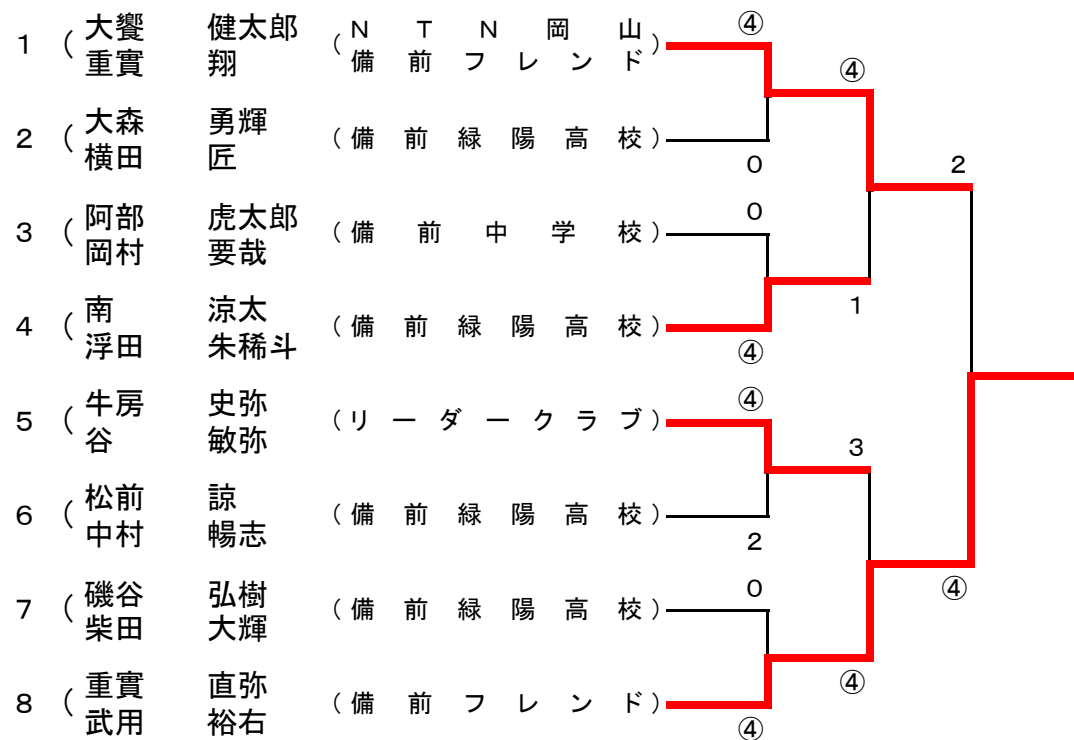 ④
大饗 健太郎 (ＮＴＮ岡山
1 (
重實 翔 備前フレンド)
④
大森 勇輝
2 ( (備前緑陽高校)
横田 匠
0
2
0
阿部 虎太郎
3 ( (備前中学校)
岡村 要哉
南 涼太
1
4 ( (備前緑陽高校)
浮田 朱稀斗
④
④
牛房 史弥
5 ( (リーダークラブ)
谷 敏弥
3
松前 諒
6 ( (備前緑陽高校)
中村 暢志
2
0
④
磯谷 弘樹
7 ( (備前緑陽高校)
柴田 大輝
④
重實 直弥
8 ( (備前フレンド)
武用 裕右
④